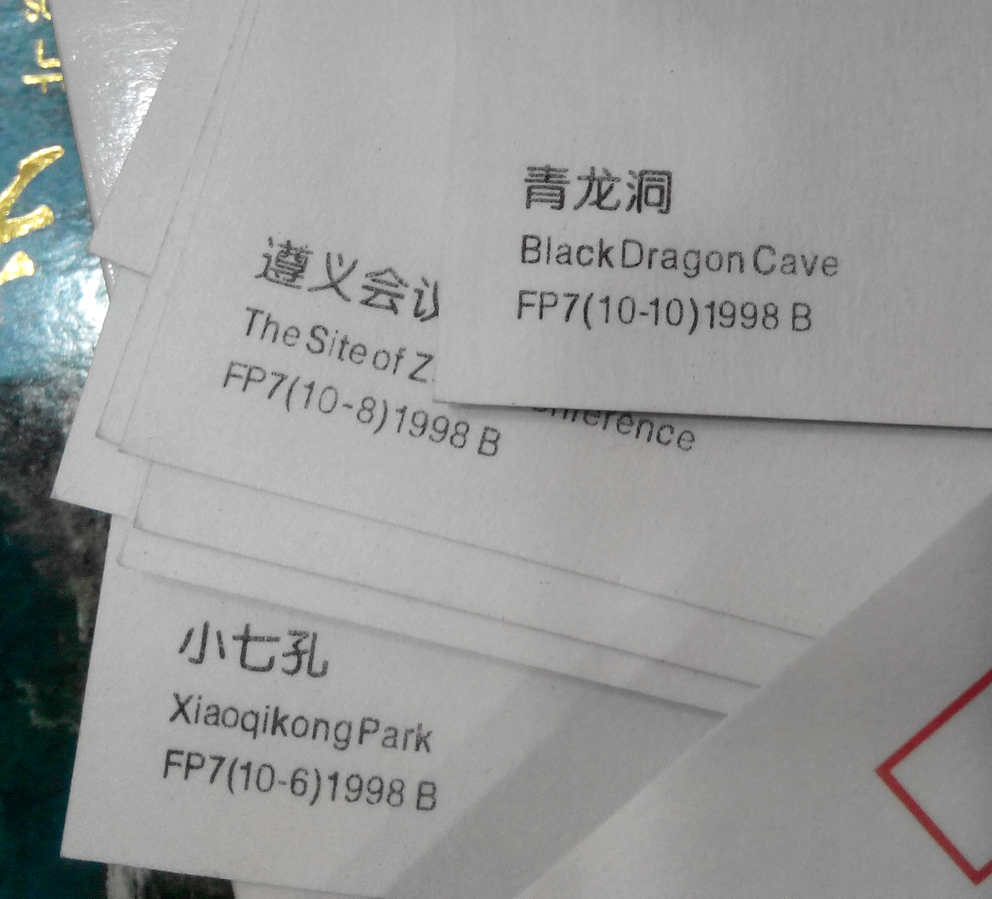 青龙洞
Black Dragon Cave
FP7(10-10)1998 B
遵义会议
The Site of Z
FP7(10-8)1998 B
小七孔
Xiaoqikong Park
FP7(10-6)1998 B